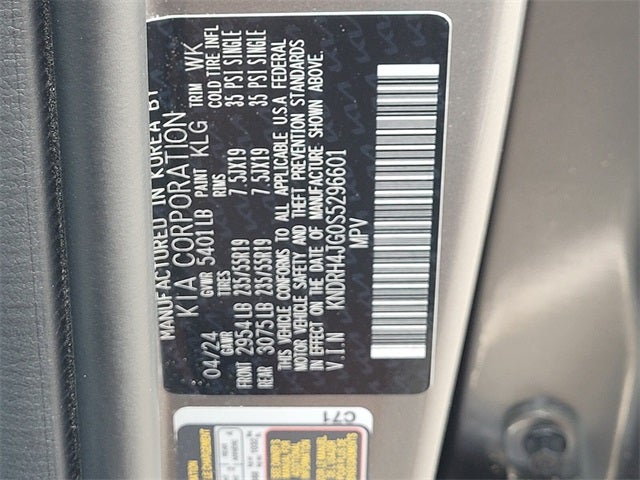 MANUFACTURED IN KOREA BY
KIA CORPORATION
04/24 GVWR 5401LB PAINT KLG TRIM WK
GAWR TIRES RIMS COLD TIRE INFL
FRONT 2954LB 235/55R19 7.5JX19 35 PSI SINGLE
REAR 3075LB 235/55R19 7.5JX19 35 PSI SINGLE
THIS VEHICLE CONFORMS TO ALL APPLICABLE U.S.A FEDERAL
MOTOR VEHICLE SAFETY AND THEFT PREVENTION STANDARDS
IN EFFECT ON THE DATE OF MANUFACTURE SHOWN ABOVE.
V.I.N KNDRH4JG0S5296601
MPV
C71